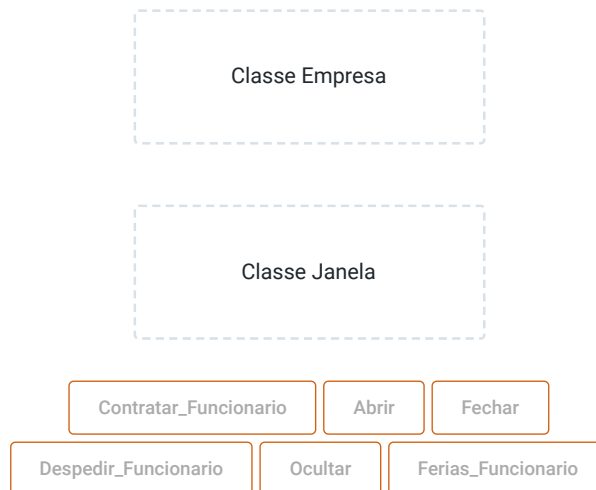 Classe Empresa
Classe Janela
Contratar_Funcionario Abrir Fechar
Despedir_Funcionario Ocultar Ferias_Funcionario